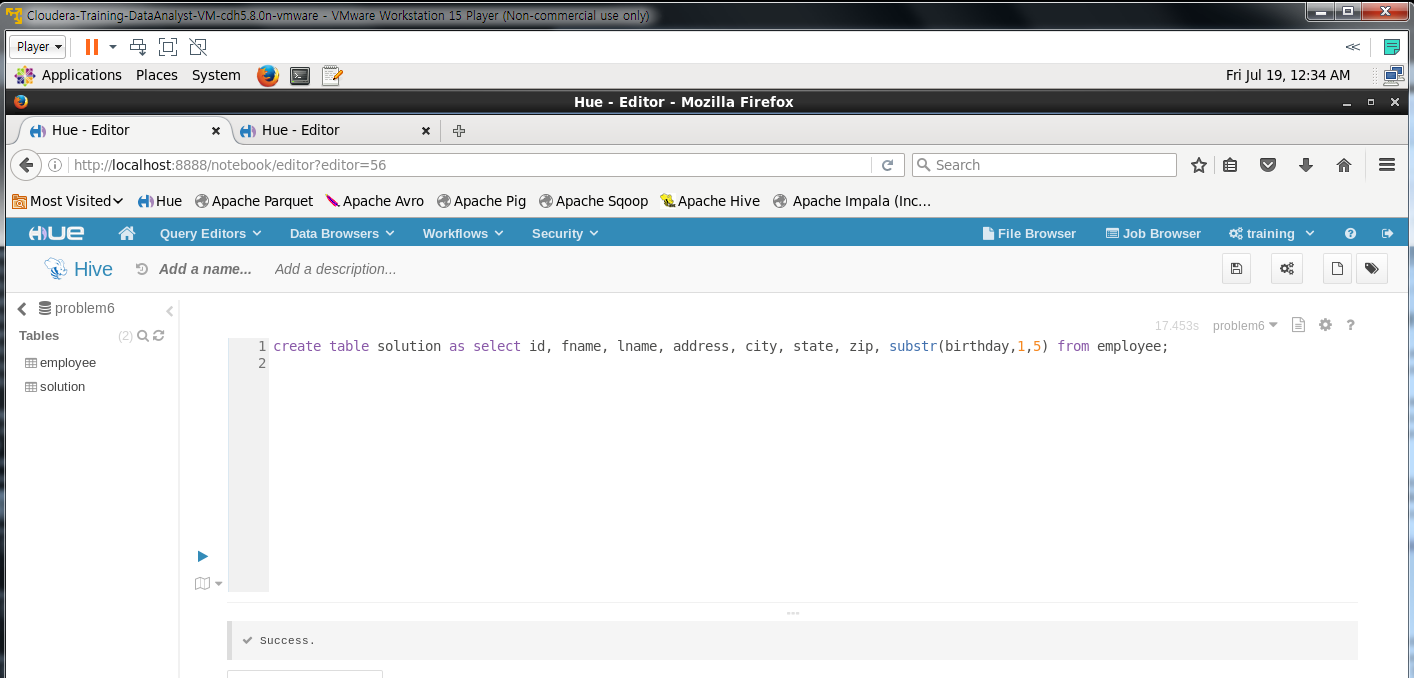 Cloudera-Training-DataAnalyst-VM-cdh5.8.0n-vmware - VMware Workstation 15 Player (Non-commercial use only)
Player
Applications Places System Fri Jul 19, 12:34 AM
Hue - Editor - Mozilla Firefox
Hue - Editor Hue - Editor
http://localhost:8888/notebook/editor?editor=56 Search
Most Visited Hue Apache Parquet Apache Avro Apache Pig Apache Sqoop Apache Hive Apache Impala (Inc...
HUE Query Editors Data Browsers Workflows Security File Browser Job Browser training
Hive Add a name... Add a description...
problem6
17.453s problem6 ?
Tables (2)
1 create table solution as select id, fname, lname, address, city, state, zip, substr(birthday,1,5) from employee;
2
employee
solution
Success.